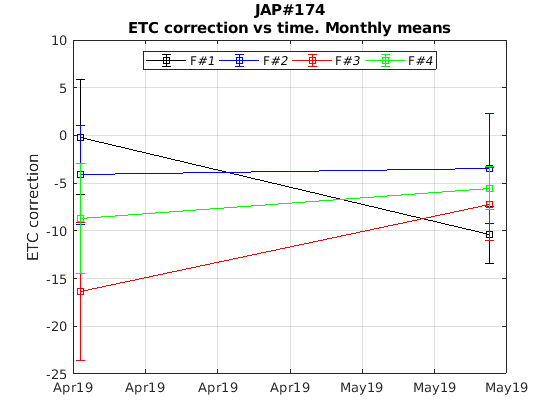 JAP#174
ETC correction vs time. Monthly means
F#1 F#2 F#3 F#4
10
5
0
-5
-10
-15
-20
-25
ETC correction
Apr19 Apr19 Apr19 Apr19 May19 May19 May19